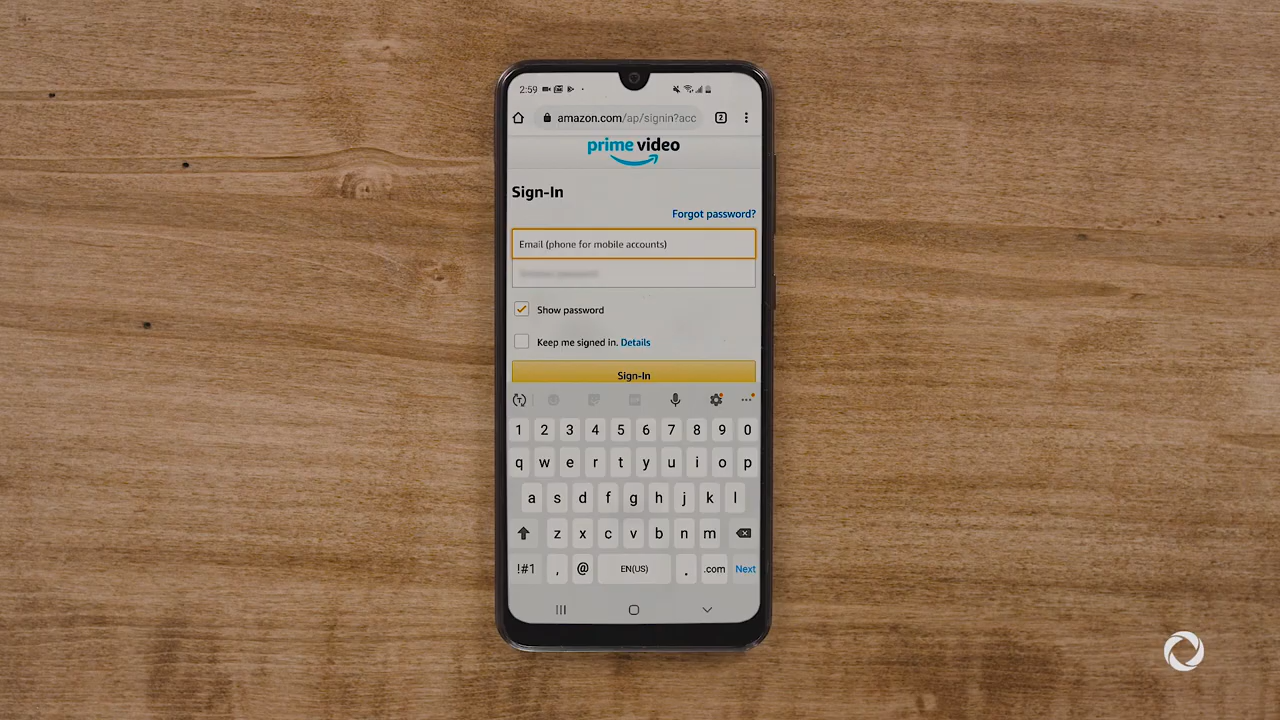 2:59
amazon.com/ap/signin?acc
2
prime video
Sign-In
Forgot password?
Email (phone for mobile accounts)
Show password
Keep me signed in. Details
Sign-In
1 2 3 4 5 6 7 8 9 0
q w e r t y u i o p
a s d f g h j k l
z x c v b n m
!#1 , @ EN(US) . .com Next